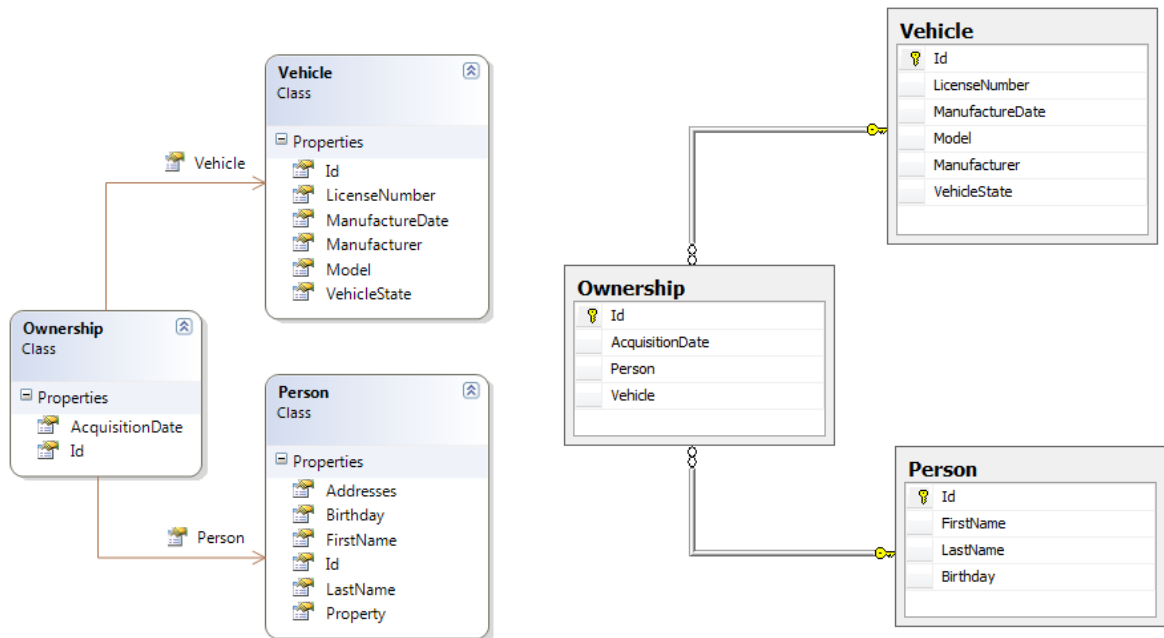 Vehicle
Class
Properties
Id
LicenseNumber
ManufactureDate
Manufacturer
Model
VehicleState
Vehicle
Ownership
Class
Properties
AcquisitionDate
Id
Person
Person
Class
Properties
Addresses
Birthday
FirstName
Id
LastName
Property
Vehicle
Id
LicenseNumber
ManufactureDate
Model
Manufacturer
VehicleState
Ownership
Id
AcquisitionDate
Person
Vehicle
Person
Id
FirstName
LastName
Birthday